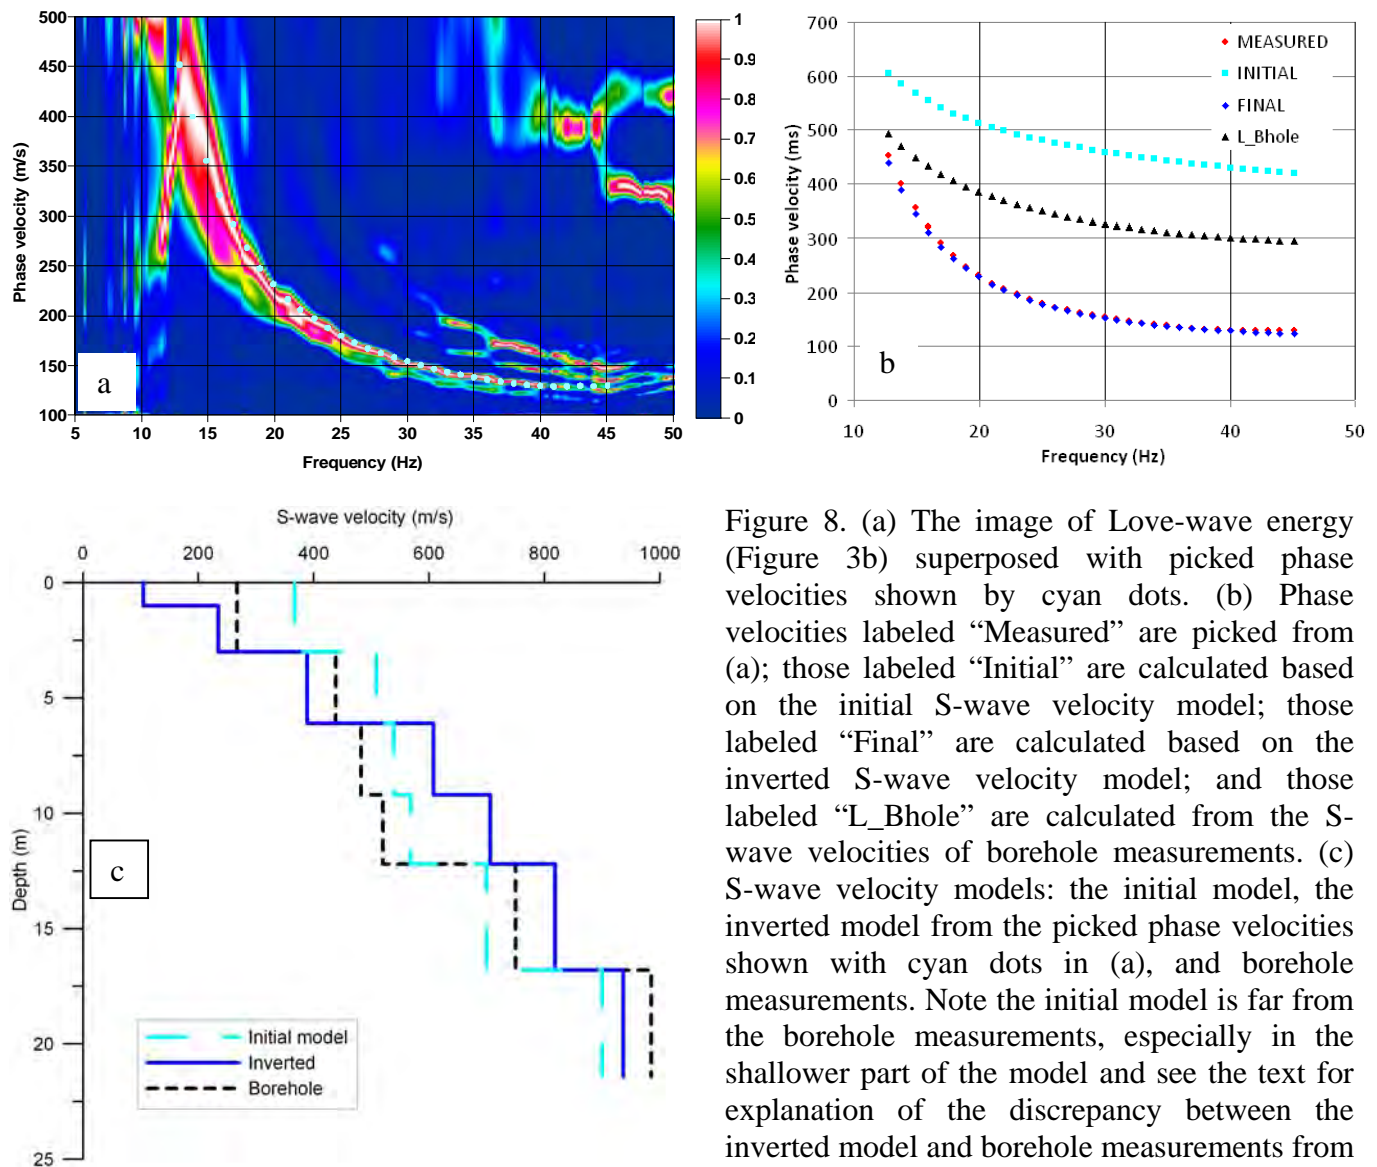 500
450
400
350
300
250
200
150
100
Phase velocity (m/s)
a
5 10 15 20 25 30 35 40 45 50
Frequency (Hz)
1
0.9
0.8
0.7
0.6
0.5
0.4
0.3
0.2
0.1
0
700
600
500
400
300
200
100
0
Phase velocity (ms)
MEASURED
INITIAL
FINAL
L_Bhole
b
10 20 30 40 50
Frequency (Hz)
S-wave velocity (m/s)
0 200 400 600 800 1000
0
5
10
15
20
25
Depth (m)
c
Initial model
Inverted
Borehole
Figure 8. (a) The image of Love-wave energy
(Figure 3b) superposed with picked phase
velocities shown by cyan dots. (b) Phase
velocities labeled “Measured” are picked from
(a); those labeled “Initial” are calculated based
on the initial S-wave velocity model; those
labeled “Final” are calculated based on the
inverted S-wave velocity model; and those
labeled “L_Bhole” are calculated from the S-
wave velocities of borehole measurements. (c)
S-wave velocity models: the initial model, the
inverted model from the picked phase velocities
shown with cyan dots in (a), and borehole
measurements. Note the initial model is far from
the borehole measurements, especially in the
shallower part of the model and see the text for
explanation of the discrepancy between the
inverted model and borehole measurements from